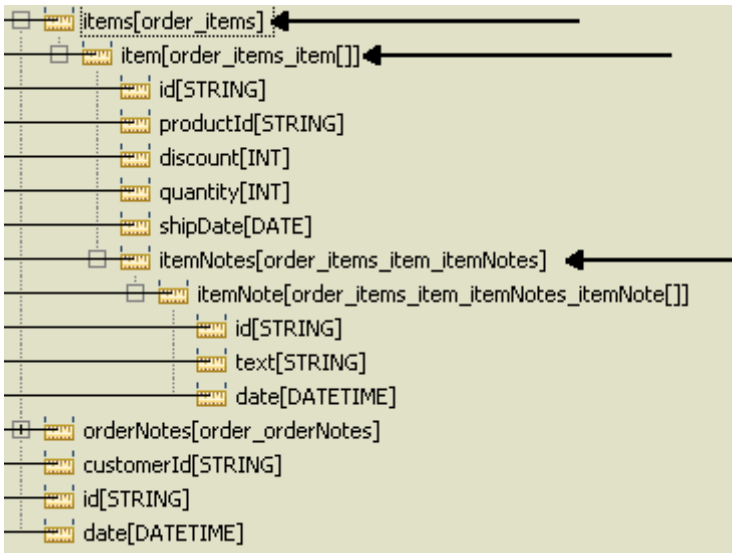 items[order_items]
item[order_items_item[]]
id[STRING]
productId[STRING]
discount[INT]
quantity[INT]
shipDate[DATE]
itemNotes[order_items_item_itemNotes]
itemNote[order_items_item_itemNotes_itemNote[]]
id[STRING]
text[STRING]
date[DATETIME]
orderNotes[order_orderNotes]
customerId[STRING]
id[STRING]
date[DATETIME]